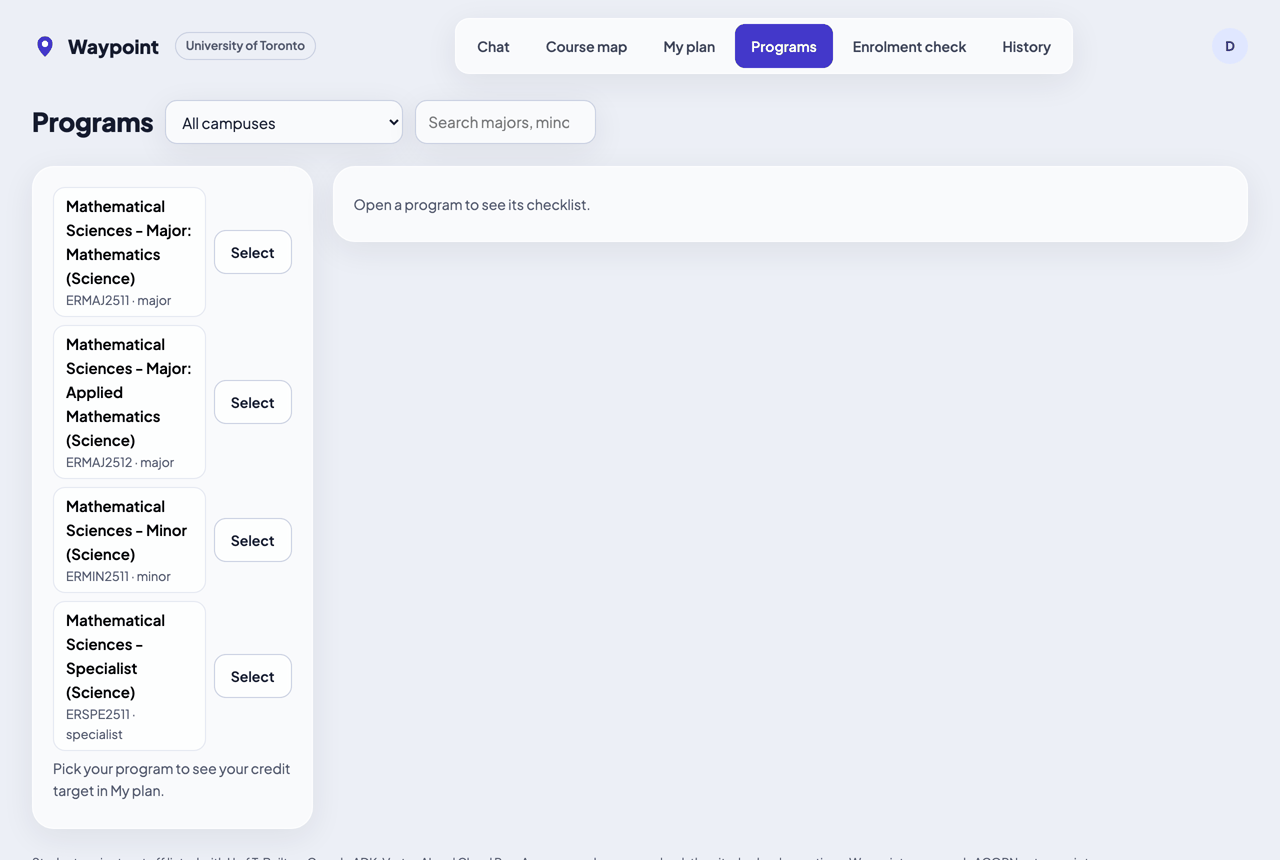 Waypoint
University of Toronto
Chat
Course map
My plan
Programs
Enrolment check
History
D
Programs
All campuses
Search majors, minc
Mathematical
Sciences - Major:
Mathematics
(Science)
ERMAJ2511 · major
Select
Mathematical
Sciences - Major:
Applied
Mathematics
(Science)
ERMAJ2512 · major
Select
Mathematical
Sciences - Minor
(Science)
ERMIN2511 · minor
Select
Mathematical
Sciences -
Specialist
(Science)
ERSPE2511 ·
specialist
Select
Pick your program to see your credit
target in My plan.
Open a program to see its checklist.